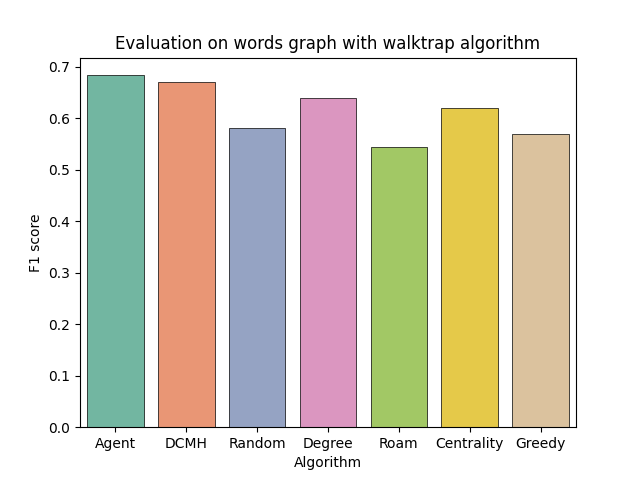 Evaluation on words graph with walktrap algorithm
F1 score
0.7
0.6
0.5
0.4
0.3
0.2
0.1
0.0
Agent DCMH Random Degree Roam Centrality Greedy
Algorithm